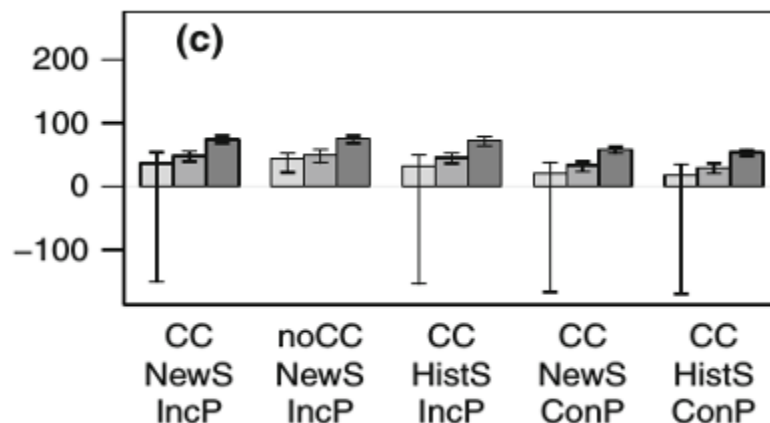 (c)
200
100
0
−100
CC noCC CC CC CC
NewS NewS HistS NewS HistS
IncP IncP IncP ConP ConP